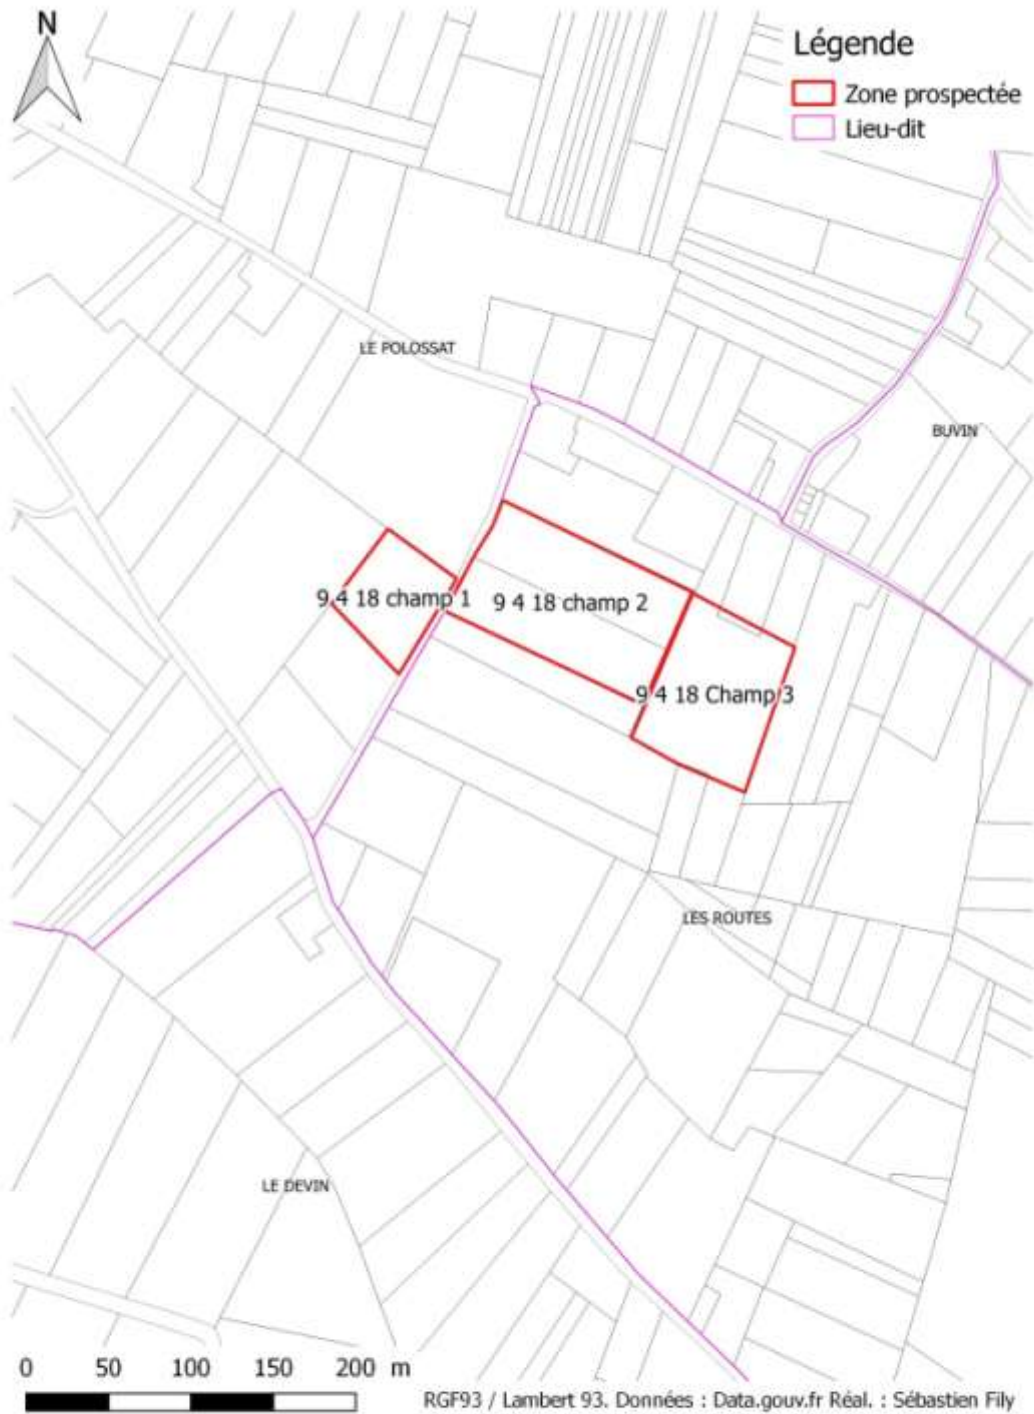 N
Légende
Zone prospectée
Lieu-dit
LE POLOSSAT
BUVIN
9 4 18 champ 1
9 4 18 champ 2
9 4 18 Champ 3
LES ROUTES
LE DEVIN
0 50 100 150 200 m
RGF93 / Lambert 93. Données : Data.gouv.fr Réal. : Sébastien Fily